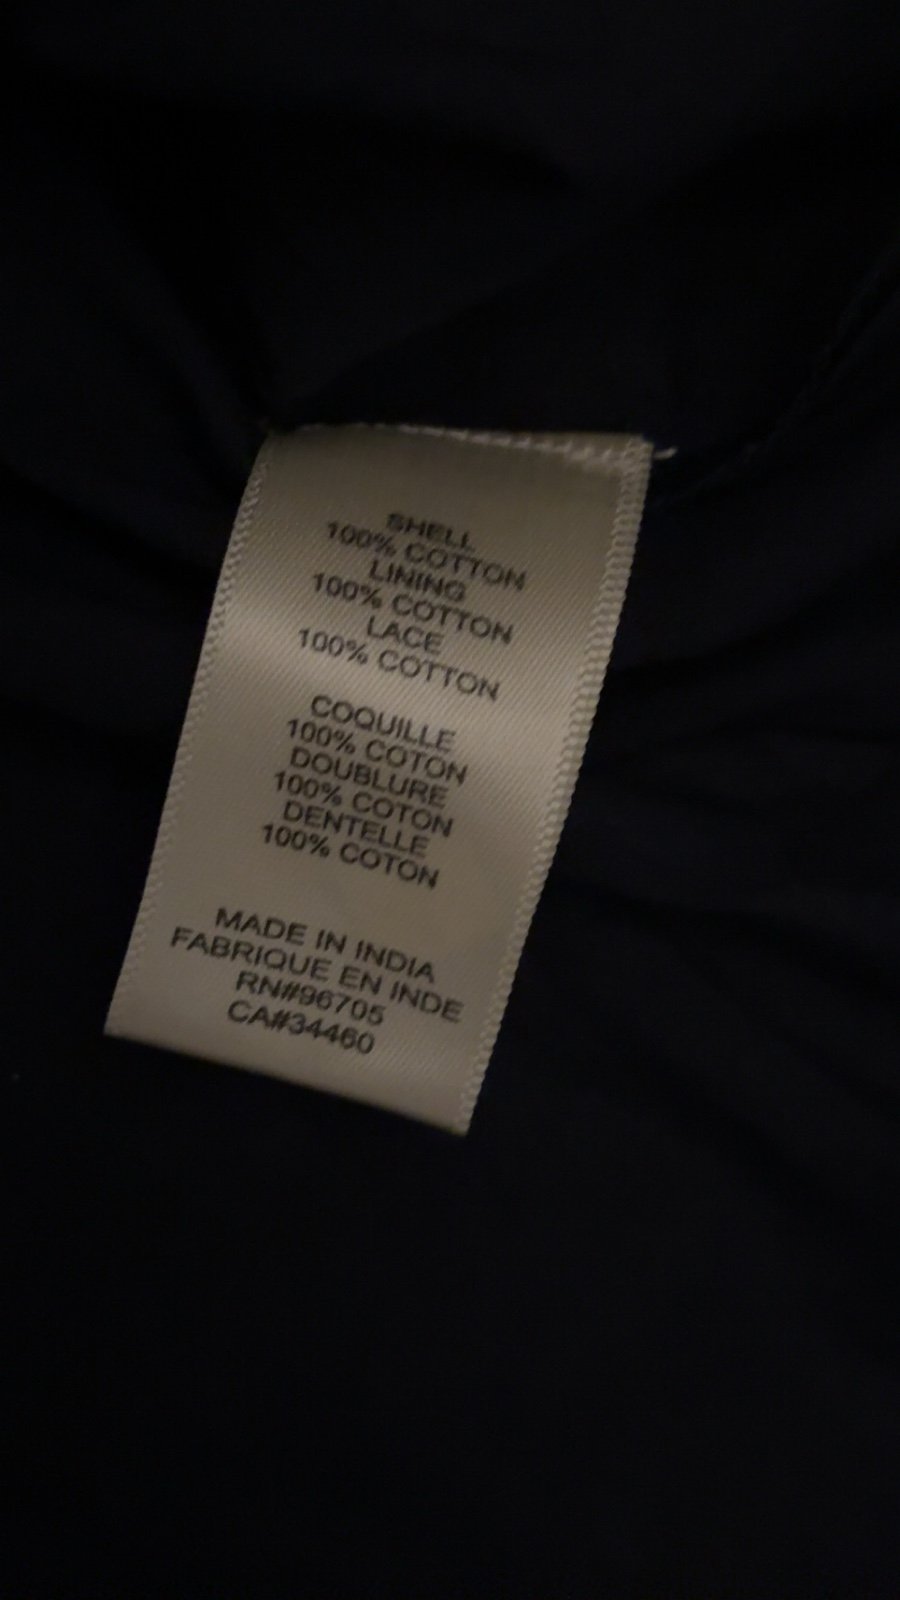 SHELL
100% COTTON
LINING
100% COTTON
LACE
100% COTTON
COQUILLE
100% COTON
DOUBLURE
100% COTON
DENTELLE
100% COTON
MADE IN INDIA
FABRIQUE EN INDE
RN#96705
CA#34460